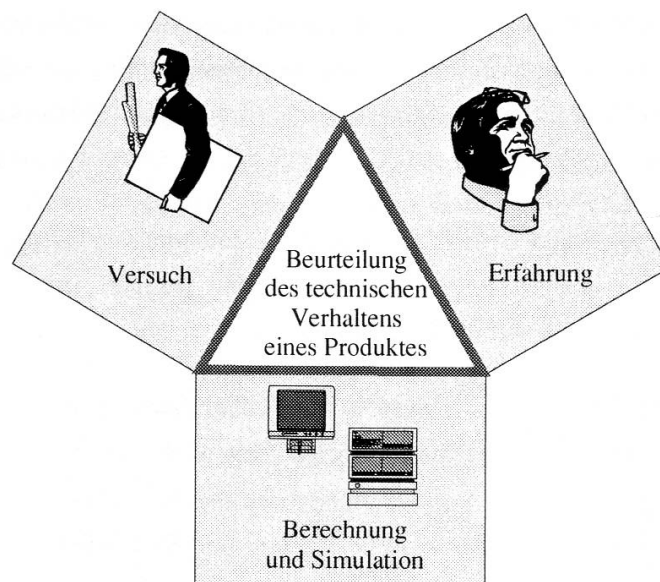 Versuch
Erfahrung
Beurteilung
des technischen
Verhaltens
eines Produktes
Berechnung
und Simulation